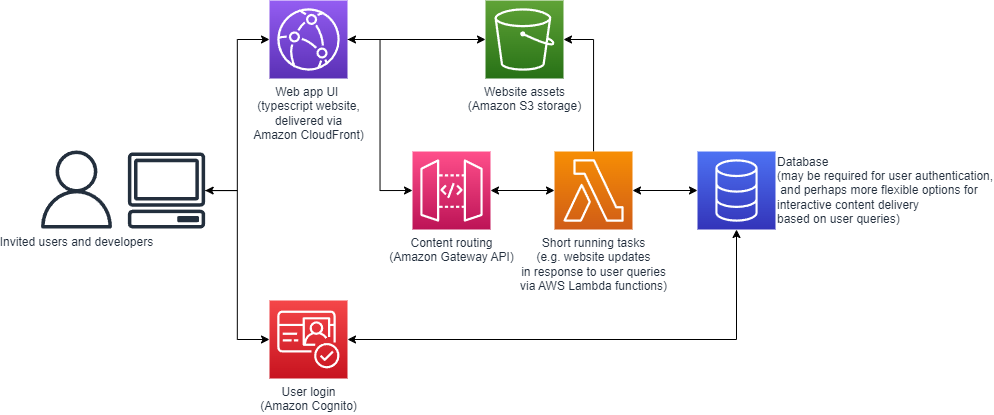 Web app UI
(typescript website,
delivered via
Amazon CloudFront)
Website assets
(Amazon S3 storage)
Invited users and developers
Content routing
(Amazon Gateway API)
Short running tasks
(e.g. website updates
in response to user queries
via AWS Lambda functions)
Database
(may be required for user authentication,
and perhaps more flexible options for
interactive content delivery
based on user queries)
User login
(Amazon Cognito)